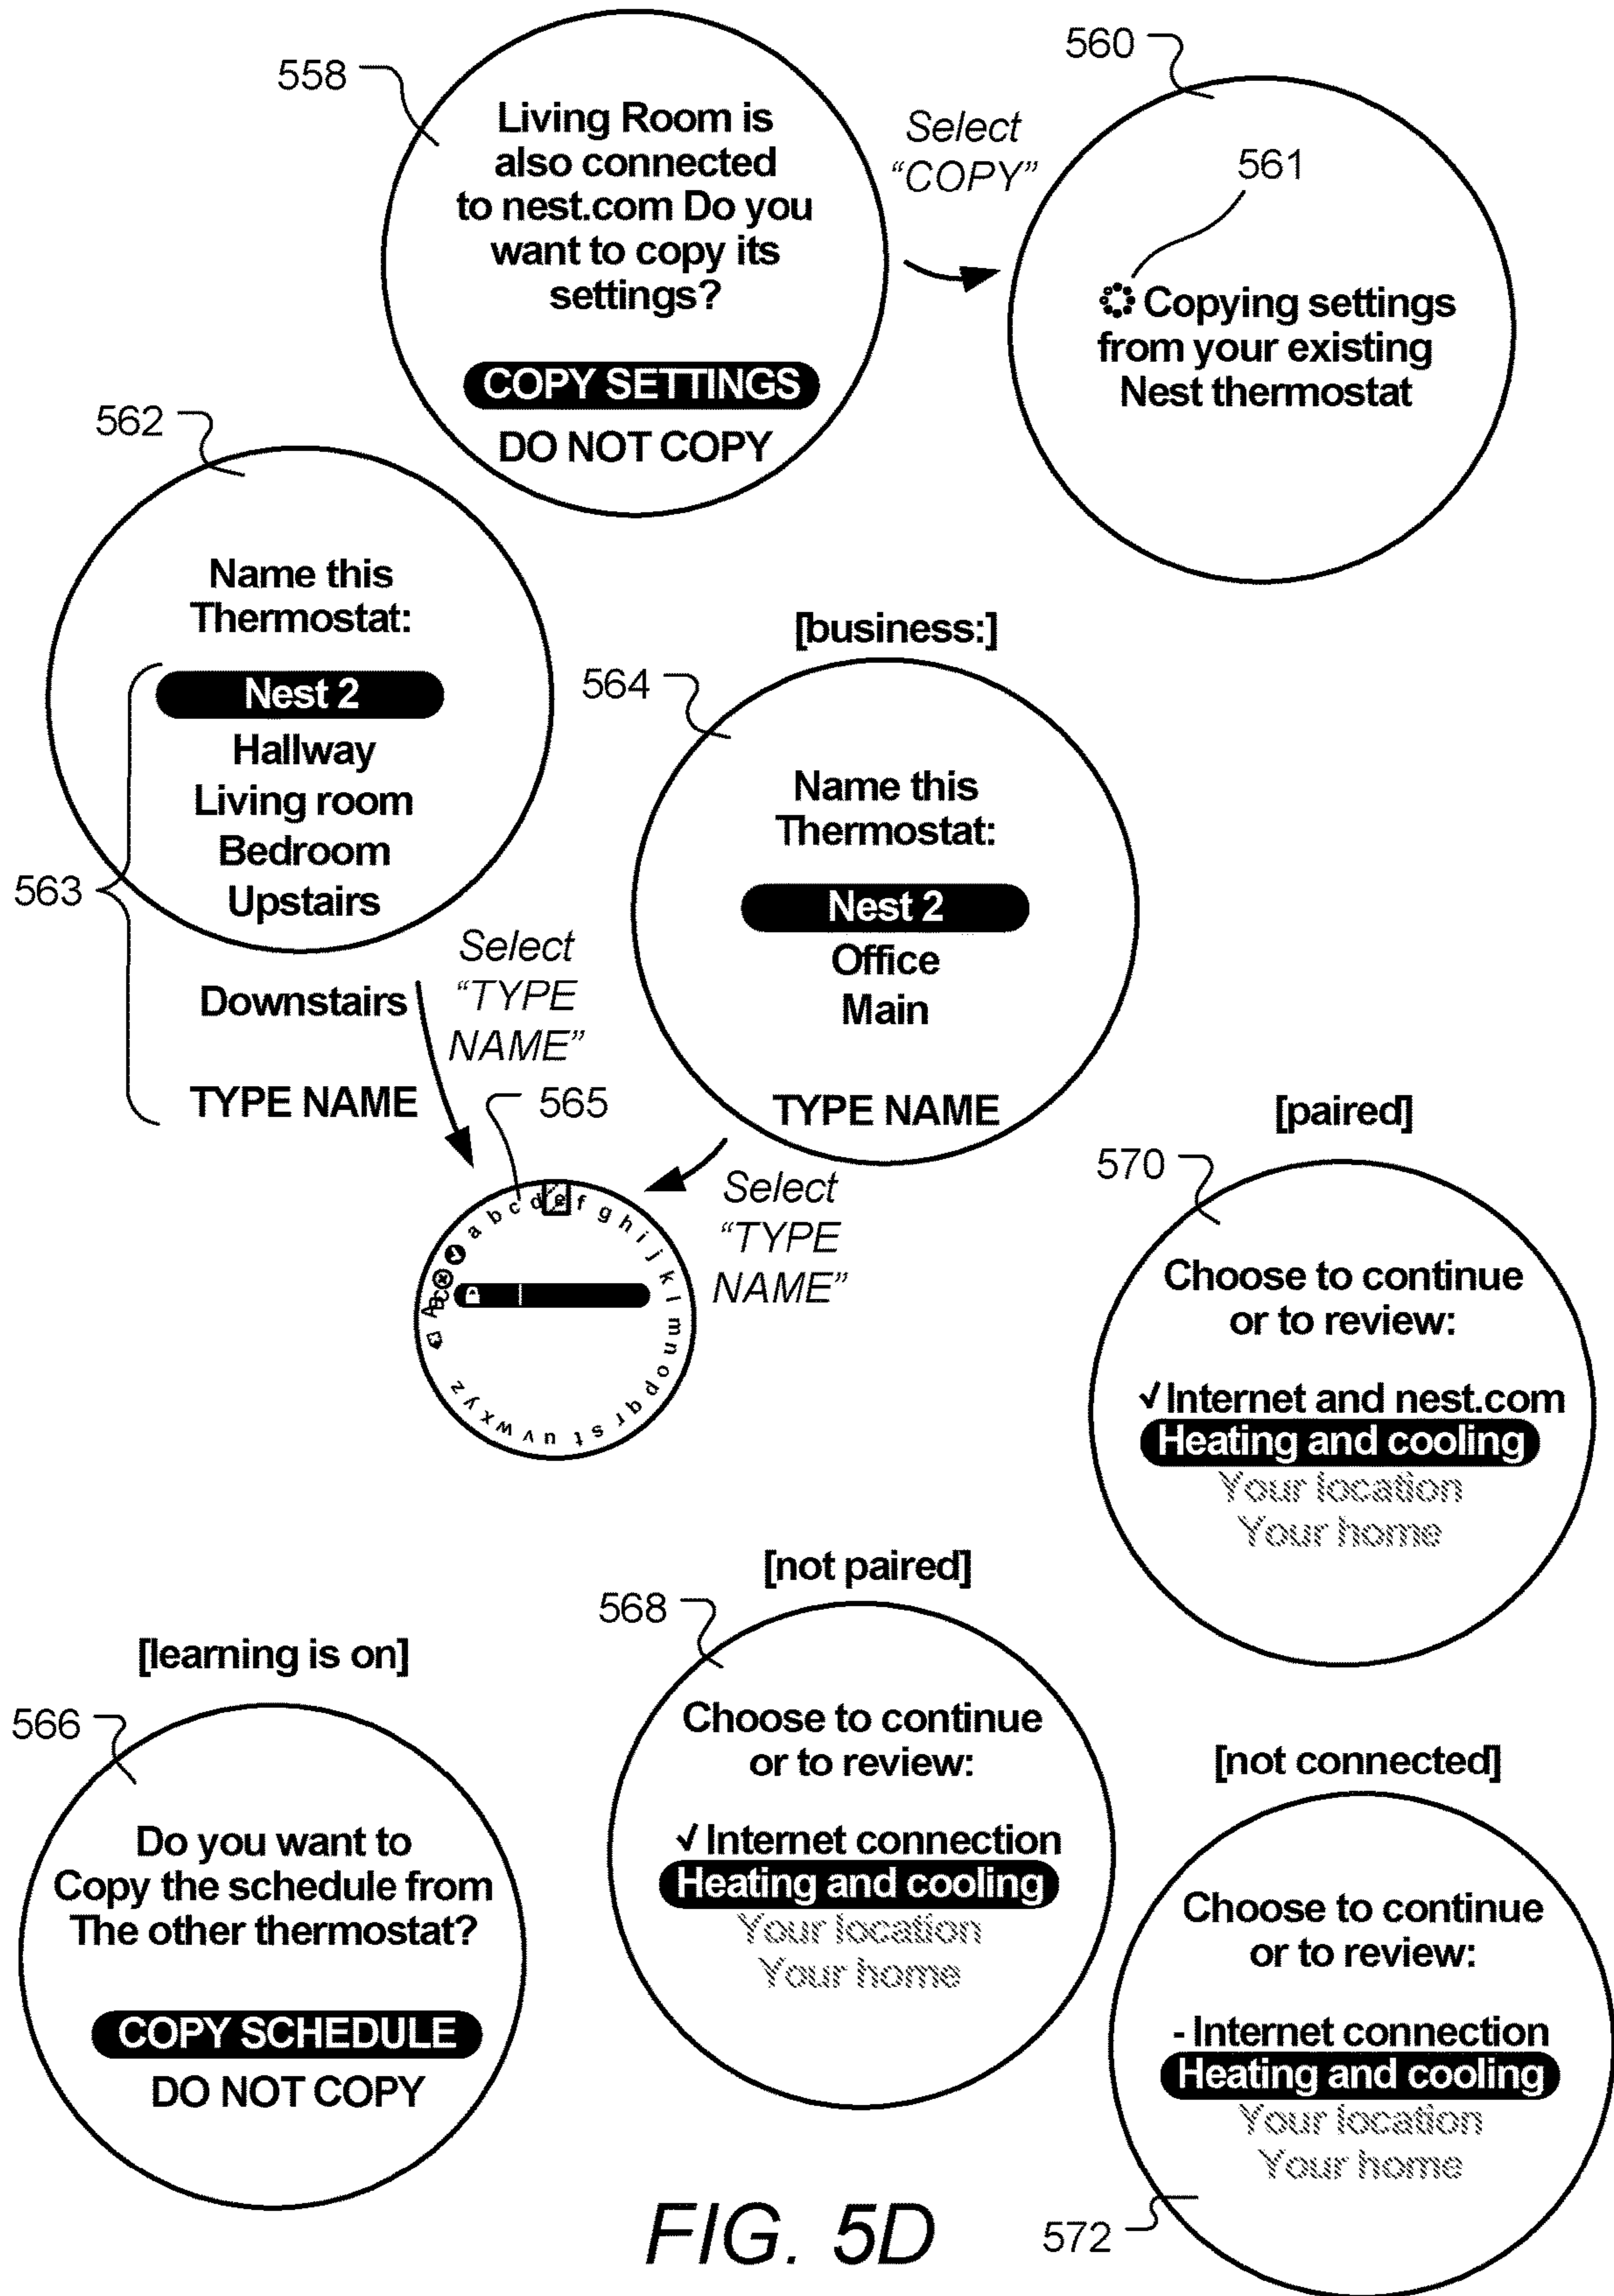 558
Living Room is
also connected
to nest.com Do you
want to copy its
settings?
COPY SETTINGS
DO NOT COPY
Select
“COPY”
560
561
Copying settings
from your existing
Nest thermostat
562
Name this
Thermostat:
Nest 2
Hallway
Living room
Bedroom
Upstairs
Downstairs
TYPE NAME
563
Select
“TYPE
NAME”
[business:]
564
Name this
Thermostat:
Nest 2
Office
Main
TYPE NAME
Select
“TYPE
NAME”
565
a b c d e f g h i j k l m n o p q r s t u v w x y z
ABC
[paired]
570
Choose to continue
or to review:
✓ Internet and nest.com
Heating and cooling
Your location
Your home
[learning is on]
566
Do you want to
Copy the schedule from
The other thermostat?
COPY SCHEDULE
DO NOT COPY
[not paired]
568
Choose to continue
or to review:
✓ Internet connection
Heating and cooling
Your location
Your home
[not connected]
Choose to continue
or to review:
- Internet connection
Heating and cooling
Your location
Your home
572
FIG. 5D